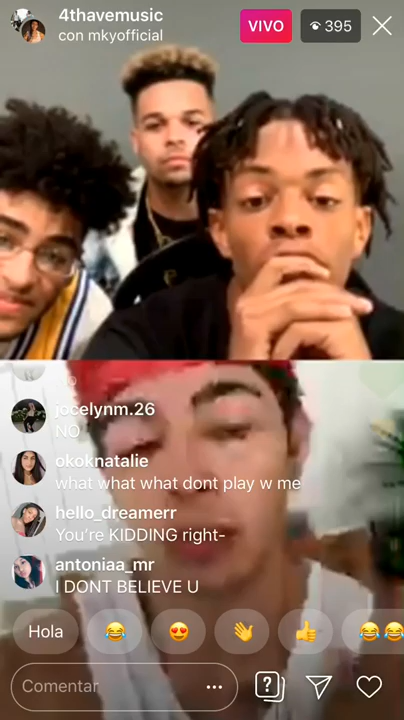 4thavemusic
con mkyofficial
VIVO
395
jocelynm.26
NO
okoknatalie
what what what dont play w me
hello_dreamerr
You're KIDDING right-
antoniaa_mr
I DONT BELIEVE U
Hola
Comentar